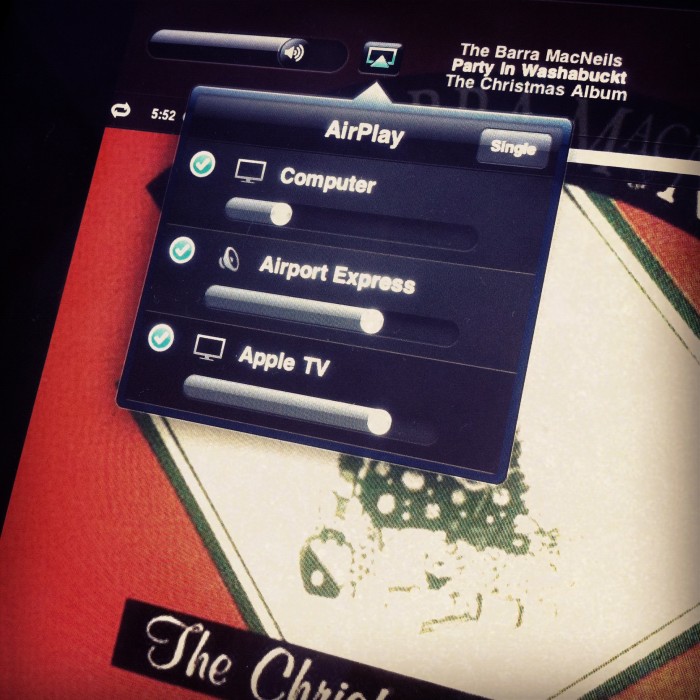 The Barra MacNeils
Party In Washabuckt
The Christmas Album
5:52
AirPlay
Single
Computer
Airport Express
Apple TV
The